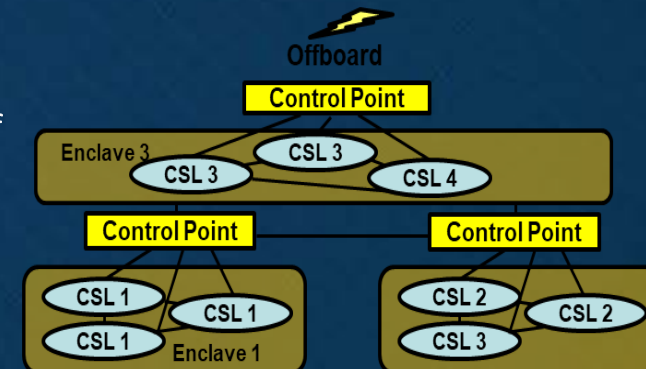 Offboard
Control Point
Enclave 3
CSL 3
CSL 3
CSL 4
Control Point
Control Point
CSL 1
CSL 1
CSL 1
Enclave 1
CSL 2
CSL 2
CSL 3